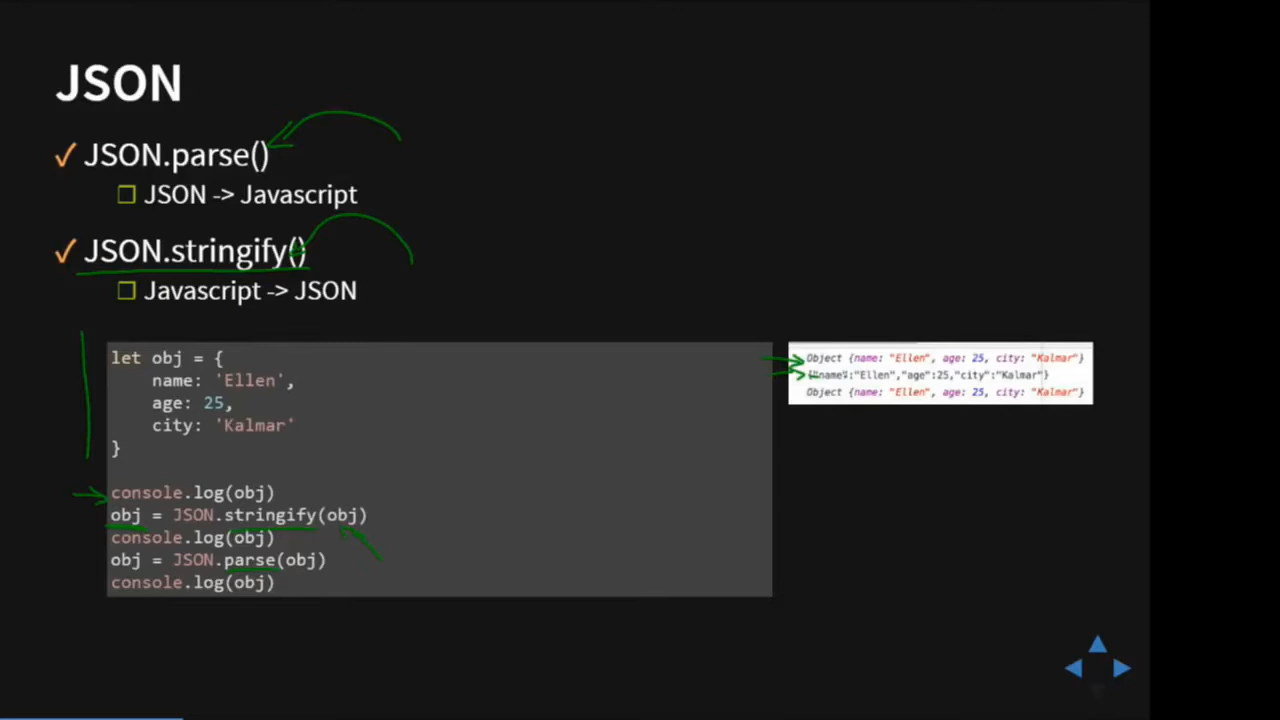 JSON
JSON.parse()
JSON -> Javascript
JSON.stringify()
Javascript -> JSON
let obj = {
name: 'Ellen',
age: 25,
city: 'Kalmar'
}
console.log(obj)
obj = JSON.stringify(obj)
console.log(obj)
obj = JSON.parse(obj)
console.log(obj)
Object {name: "Ellen", age: 25, city: "Kalmar"}
{"name":"Ellen","age":25,"city":"Kalmar"}
Object {name: "Ellen", age: 25, city: "Kalmar"}